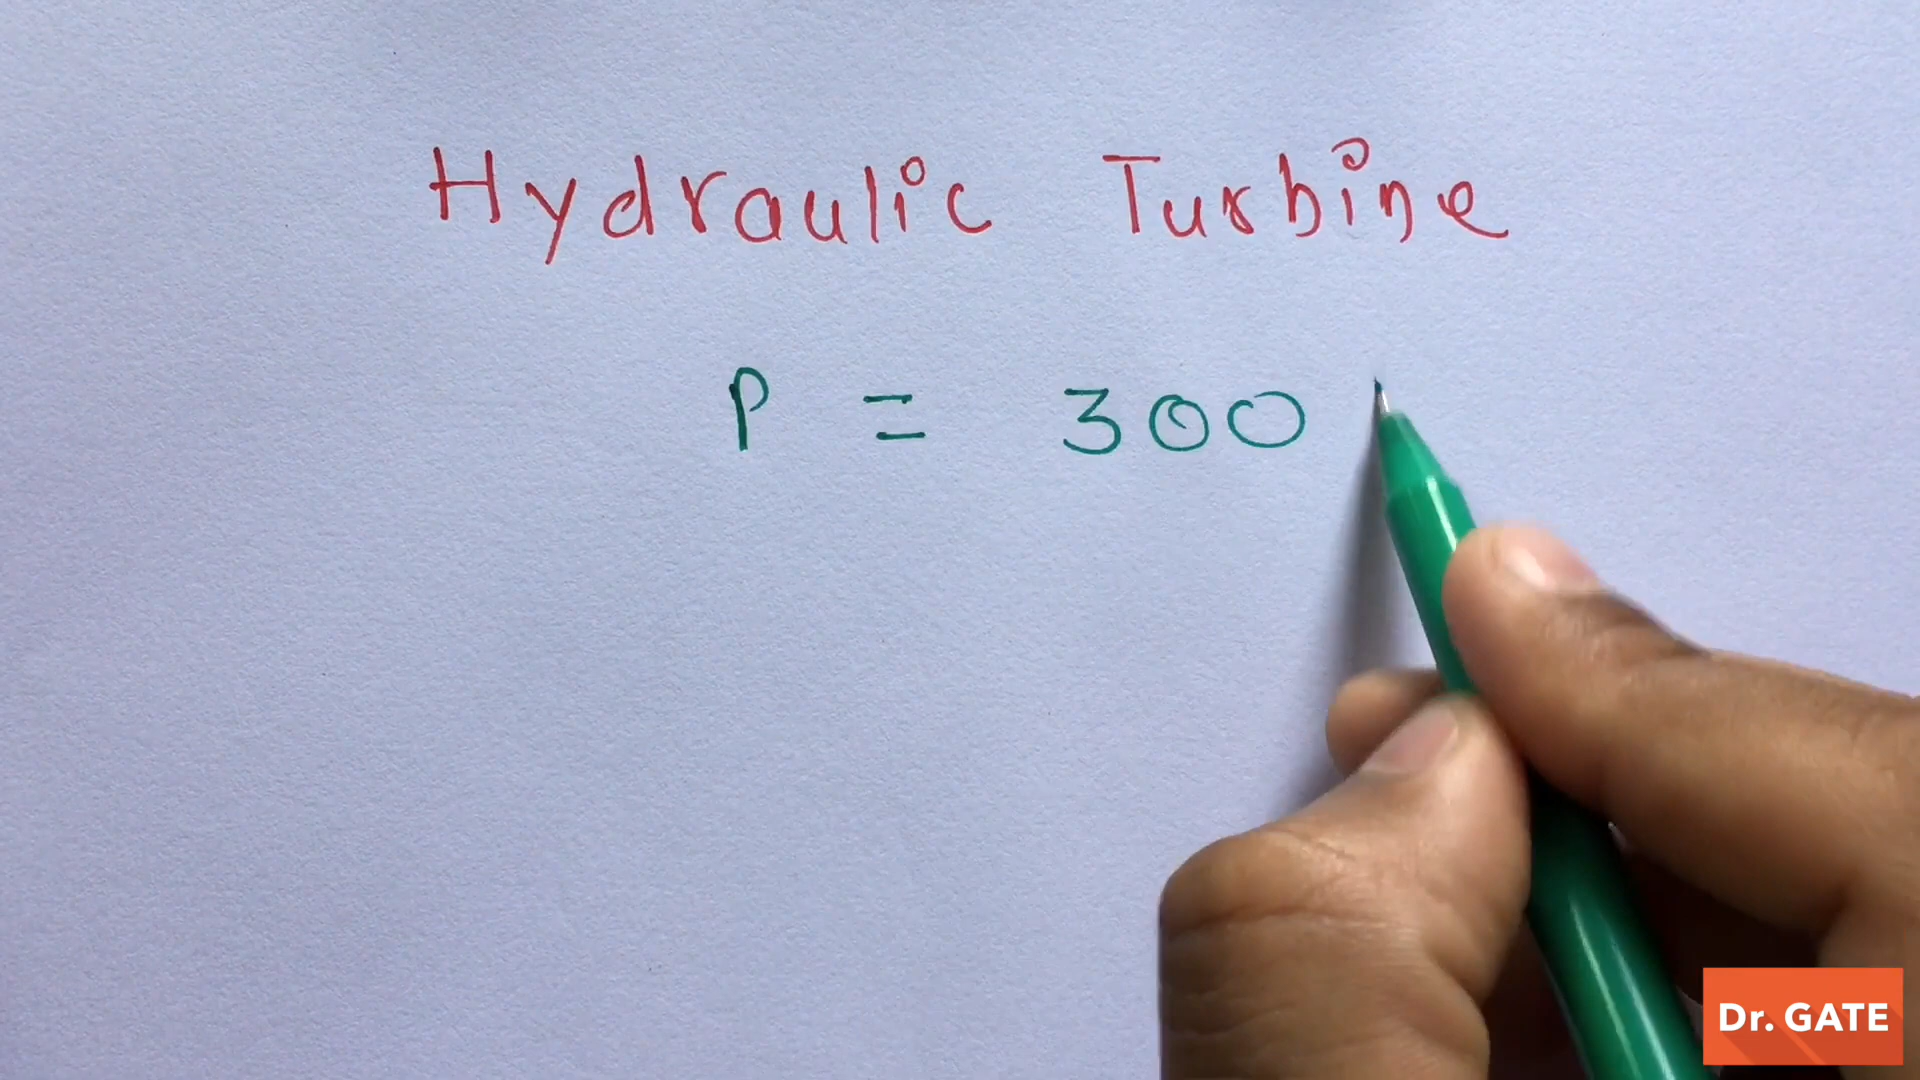 Hydraulic Turbine
P = 300
Dr. GATE